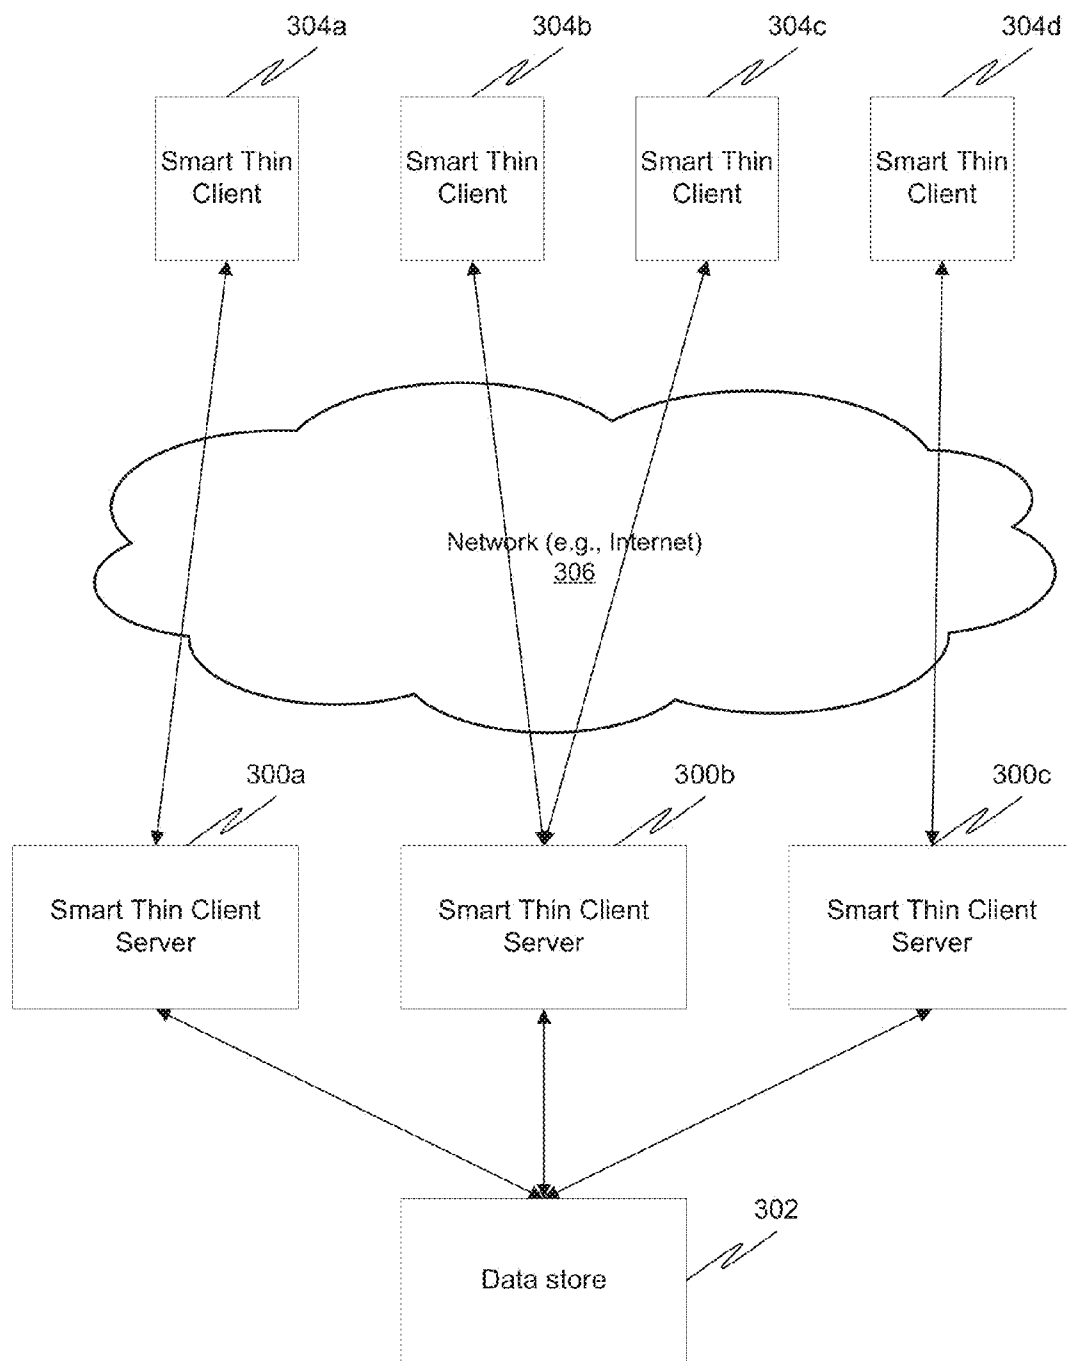 304a
304b
304c
304d
Smart Thin
Client
Smart Thin
Client
Smart Thin
Client
Smart Thin
Client
Network (e.g., Internet)
306
300a
300b
300c
Smart Thin Client
Server
Smart Thin Client
Server
Smart Thin Client
Server
302
Data store